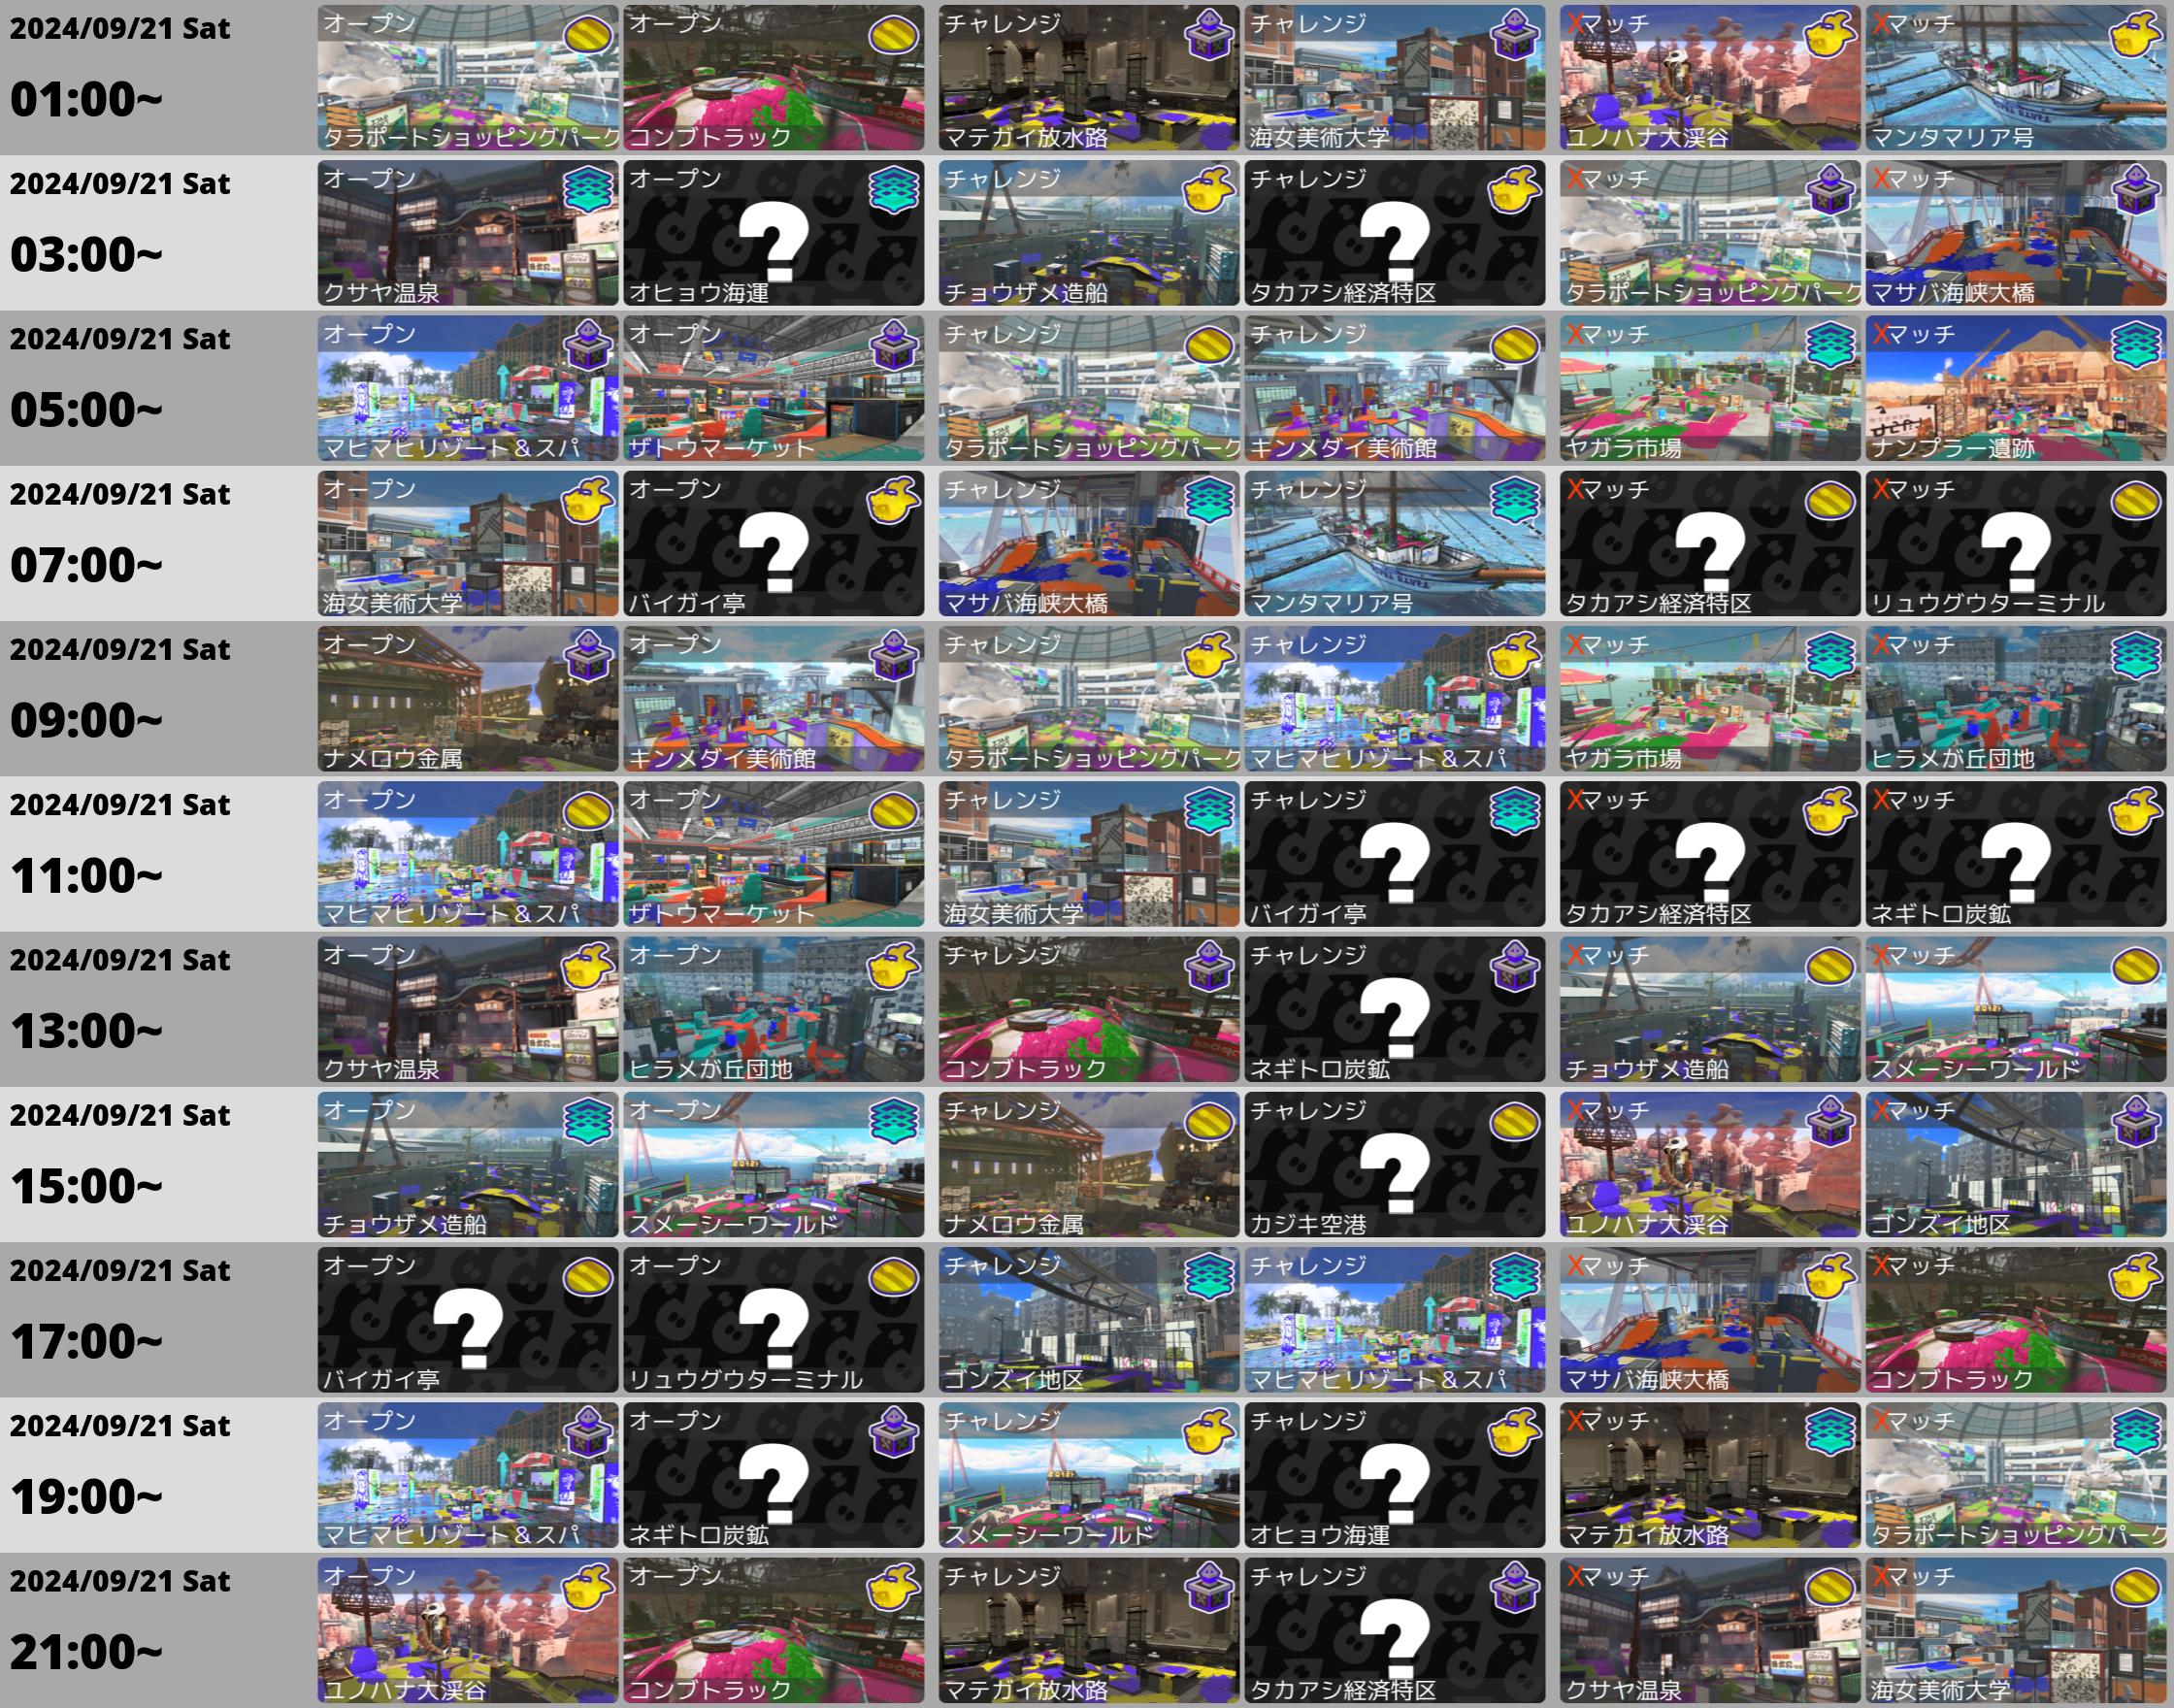 2024/09/21 Sat
01:00~
オープン
タラポートショッピングパーク
オープン
コンブトラック
チャレンジ
マテガイ放水路
チャレンジ
海女美術大学
Xマッチ
ユノハナ大渓谷
Xマッチ
マンタマリア号
2024/09/21 Sat
03:00~
オープン
クサヤ温泉
オープン
オヒョウ海運
チャレンジ
チョウザメ造船
チャレンジ
タカアシ経済特区
Xマッチ
タラポートショッピングパーク
Xマッチ
マサバ海峡大橋
2024/09/21 Sat
05:00~
オープン
マヒマヒリゾート&スパ
オープン
ザトウマーケット
チャレンジ
タラポートショッピングパーク
チャレンジ
キンメダイ美術館
Xマッチ
ヤガラ市場
Xマッチ
ナンプラー遺跡
2024/09/21 Sat
07:00~
オープン
海女美術大学
オープン
?
バイガイ亭
チャレンジ
マサバ海峡大橋
チャレンジ
マンタマリア号
Xマッチ
?
タカアシ経済特区
Xマッチ
?
リュウグウターミナル
2024/09/21 Sat
09:00~
オープン
ナメロウ金属
オープン
キンメダイ美術館
チャレンジ
タラポートショッピングパーク
チャレンジ
マヒマヒリゾート&スパ
Xマッチ
ヤガラ市場
Xマッチ
ヒラメが丘団地
2024/09/21 Sat
11:00~
オープン
マヒマヒリゾート&スパ
オープン
ザトウマーケット
チャレンジ
海女美術大学
チャレンジ
?
バイガイ亭
Xマッチ
?
タカアシ経済特区
Xマッチ
?
ネギトロ炭鉱
2024/09/21 Sat
13:00~
オープン
クサヤ温泉
オープン
ヒラメが丘団地
チャレンジ
コンブトラック
チャレンジ
?
ネギトロ炭鉱
Xマッチ
チョウザメ造船
Xマッチ
スメーシーワールド
2024/09/21 Sat
15:00~
オープン
チョウザメ造船
オープン
スメーシーワールド
チャレンジ
ナメロウ金属
チャレンジ
?
カジキ空港
Xマッチ
ユノハナ大渓谷
Xマッチ
ゴンズイ地区
2024/09/21 Sat
17:00~
オープン
?
バイガイ亭
オープン
?
リュウグウターミナル
チャレンジ
ゴンズイ地区
チャレンジ
マヒマヒリゾート&スパ
Xマッチ
マサバ海峡大橋
Xマッチ
コンブトラック
2024/09/21 Sat
19:00~
オープン
マヒマヒリゾート&スパ
オープン
?
ネギトロ炭鉱
チャレンジ
スメーシーワールド
チャレンジ
?
オヒョウ海運
Xマッチ
マテガイ放水路
Xマッチ
タラポートショッピングパーク
2024/09/21 Sat
21:00~
オープン
ユノハナ大渓谷
オープン
コンブトラック
チャレンジ
マテガイ放水路
チャレンジ
?
タカアシ経済特区
Xマッチ
クサヤ温泉
Xマッチ
海女美術大学